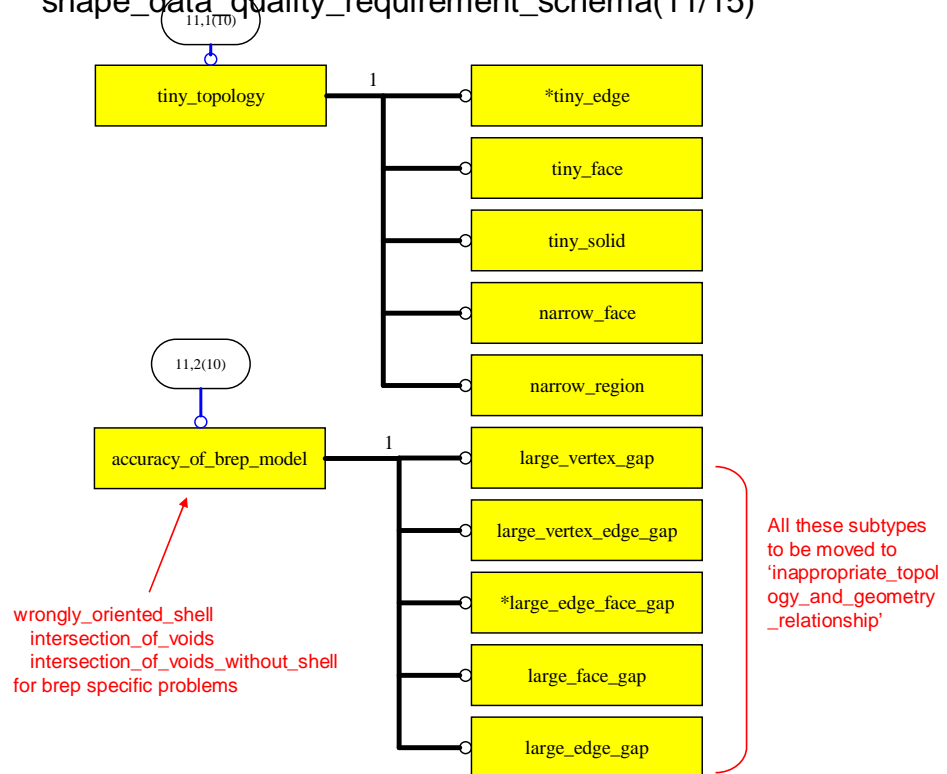 shape_data_quality_requirement_schema(11/15)
11,1(10)
tiny_topology
1
*tiny_edge
tiny_face
tiny_solid
narrow_face
narrow_region
11,2(10)
accuracy_of_brep_model
1
large_vertex_gap
large_vertex_edge_gap
*large_edge_face_gap
large_face_gap
large_edge_gap
All these subtypes
to be moved to
‘inappropriate_topol
ogy_and_geometry
_relationship’
wrongly_oriented_shell
intersection_of_voids
intersection_of_voids_without_shell
for brep specific problems